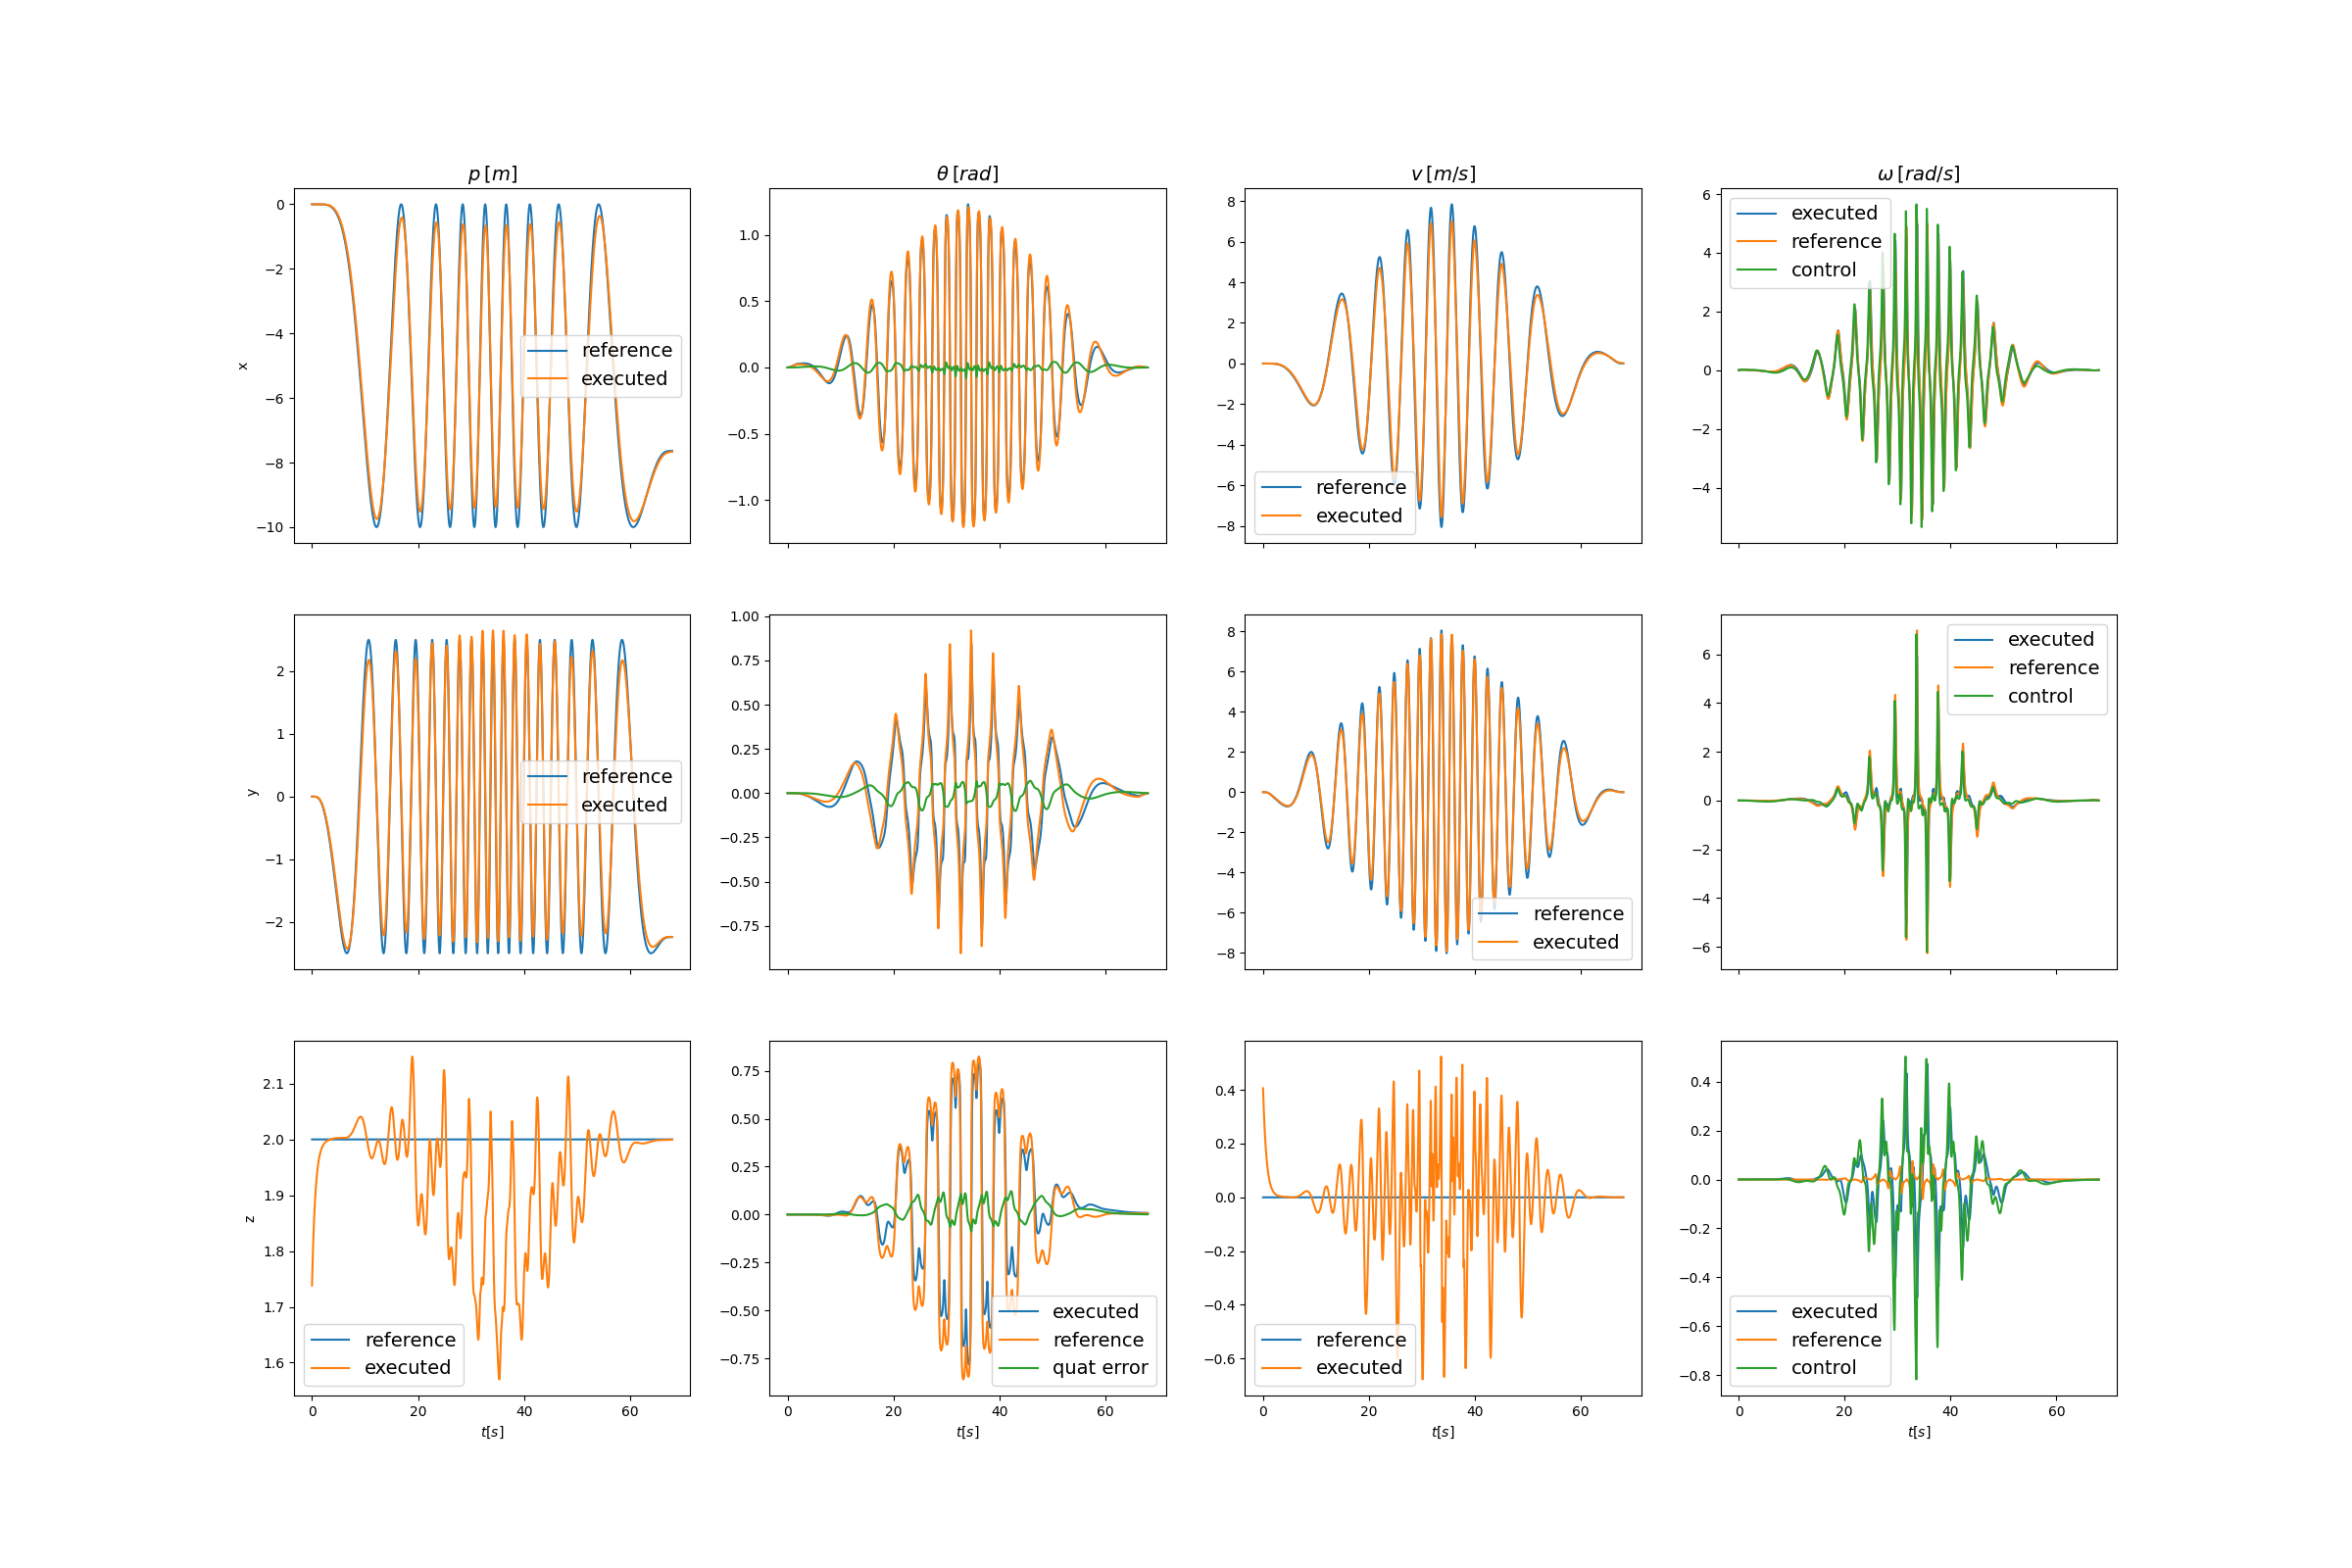 p [m]
θ [rad]
v [m/s]
ω [rad/s]
x
0
−2
−4
−6
−8
−10
reference
executed
1.0
0.5
0.0
−0.5
−1.0
8
6
4
2
0
−2
−4
−6
−8
reference
executed
6
4
2
0
−2
−4
executed
reference
control
y
2
1
0
−1
−2
reference
executed
1.00
0.75
0.50
0.25
0.00
−0.25
−0.50
−0.75
8
6
4
2
0
−2
−4
−6
−8
reference
executed
6
4
2
0
−2
−4
−6
executed
reference
control
z
2.1
2.0
1.9
1.8
1.7
1.6
reference
executed
0 20 40 60
t[s]
0.75
0.50
0.25
0.00
−0.25
−0.50
−0.75
executed
reference
quat error
0 20 40 60
t[s]
0.4
0.2
0.0
−0.2
−0.4
−0.6
reference
executed
0 20 40 60
t[s]
0.4
0.2
0.0
−0.2
−0.4
−0.6
−0.8
executed
reference
control
0 20 40 60
t[s]